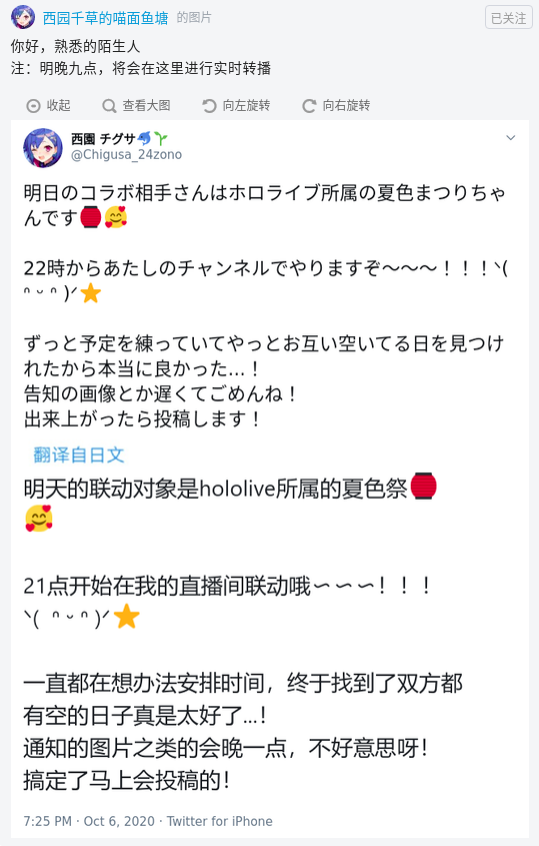 西园千草的喵面鱼塘 的图片
已关注
你好，熟悉的陌生人
注：明晚九点，将会在这里进行实时转播
收起 查看大图 向左旋转 向右旋转
西園 チグサ🐬🌱
@Chigusa_24zono
明日のコラボ相手さんはホロライブ所属の夏色まつりちゃ
んです🏮🥰
22時からあたしのチャンネルでやりますぞ〜〜〜！！！ヽ(
ᐢ ᵕ ᐢ )ノ⭐
ずっと予定を練っていてやっとお互い空いてる日を見つけ
れたから本当に良かった…！
告知の画像とか遅くてごめんね！
出来上がったら投稿します！
翻译自日文
明天的联动对象是hololive所属的夏色祭🏮
🥰
21点开始在我的直播间联动哦〜〜〜！！！
ヽ( ᐢ ᵕ ᐢ )ノ⭐
一直都在想办法安排时间，终于找到了双方都
有空的日子真是太好了...！
通知的图片之类的会晚一点，不好意思呀！
搞定了马上会投稿的！
7:25 PM · Oct 6, 2020 · Twitter for iPhone